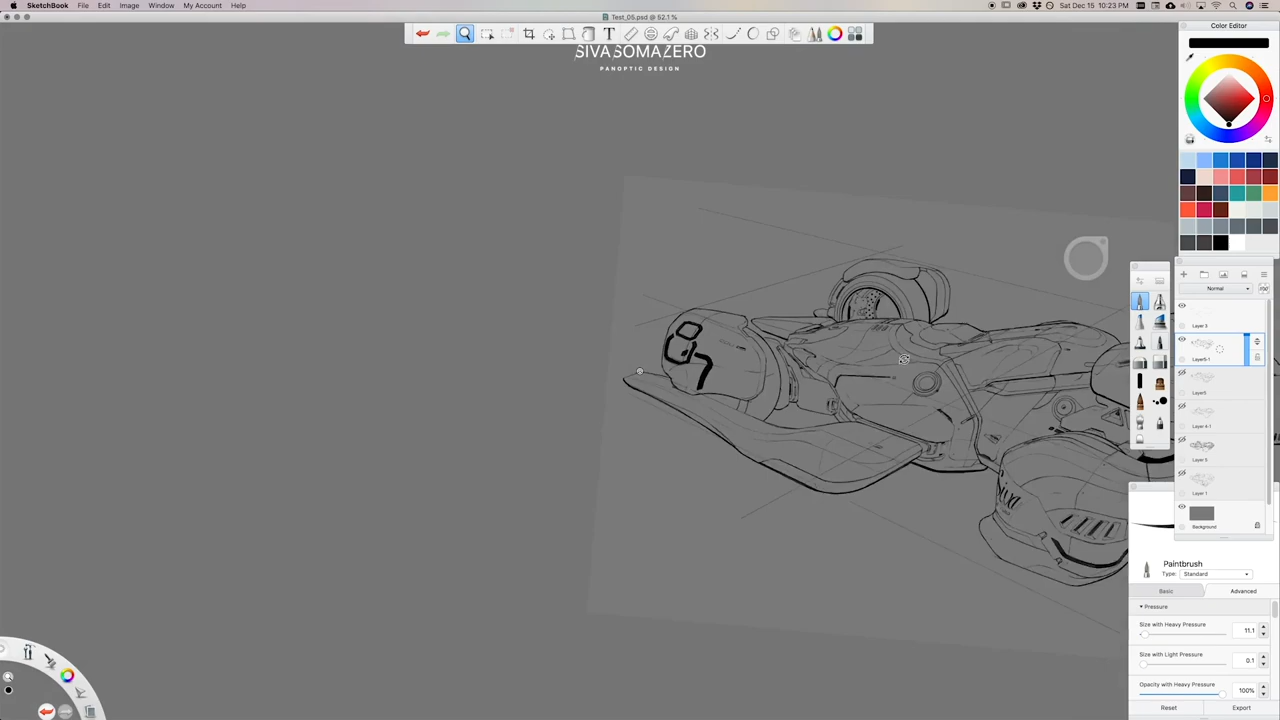 SketchBook File Edit Image Window My Account Help
Sat Dec 15 10:23 PM
Test_05.psd @ 52.1 %
Color Editor
SIVASOMAZERO
PANOPTIC DESIGN
Normal
Layer 3
Layer5-1
Layer5
Layer 4-1
Layer 5
Layer 1
Background
07
Paintbrush
Type: Standard
Basic Advanced
Pressure
Size with Heavy Pressure
11.1
Size with Light Pressure
0.1
Opacity with Heavy Pressure
100%
Reset Export